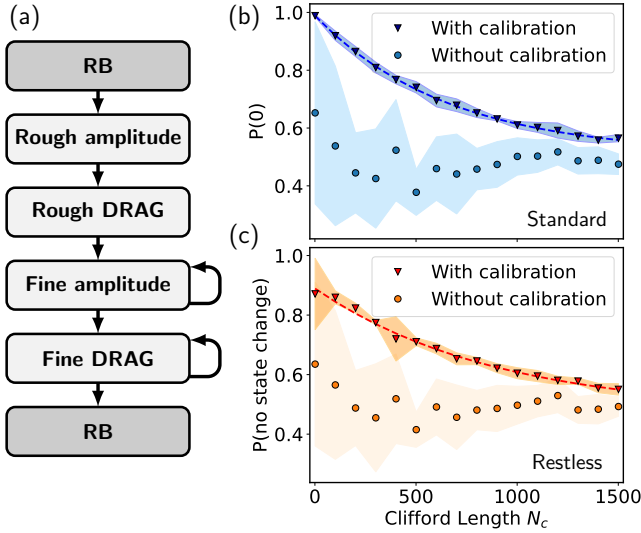 (a)
RB
Rough amplitude
Rough DRAG
Fine amplitude
Fine DRAG
RB
(b)
1.0
0.8
0.6
0.4
P(0)
With calibration
Without calibration
Standard
(c)
1.0
0.8
0.6
0.4
P(no state change)
With calibration
Without calibration
Restless
0
500
1000
1500
Clifford Length N_c